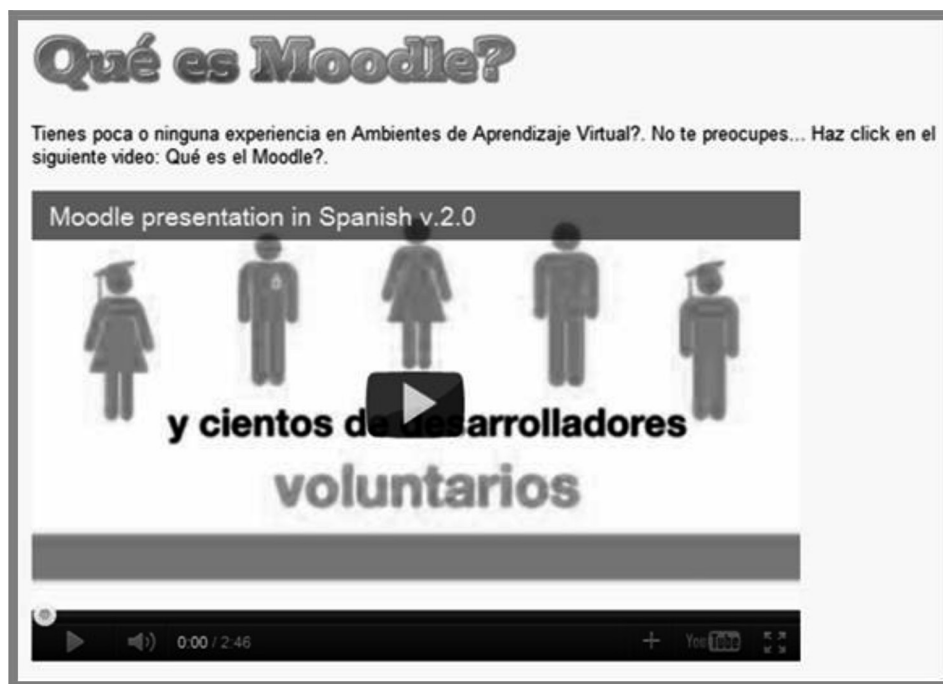 Qué es Moodle?
Tienes poca o ninguna experiencia en Ambientes de Aprendizaje Virtual?. No te preocupes... Haz click en el
siguiente video: Qué es el Moodle?.
Moodle presentation in Spanish v.2.0
y cientos de desarrolladores
voluntarios
0:00 / 2:46
YouTube